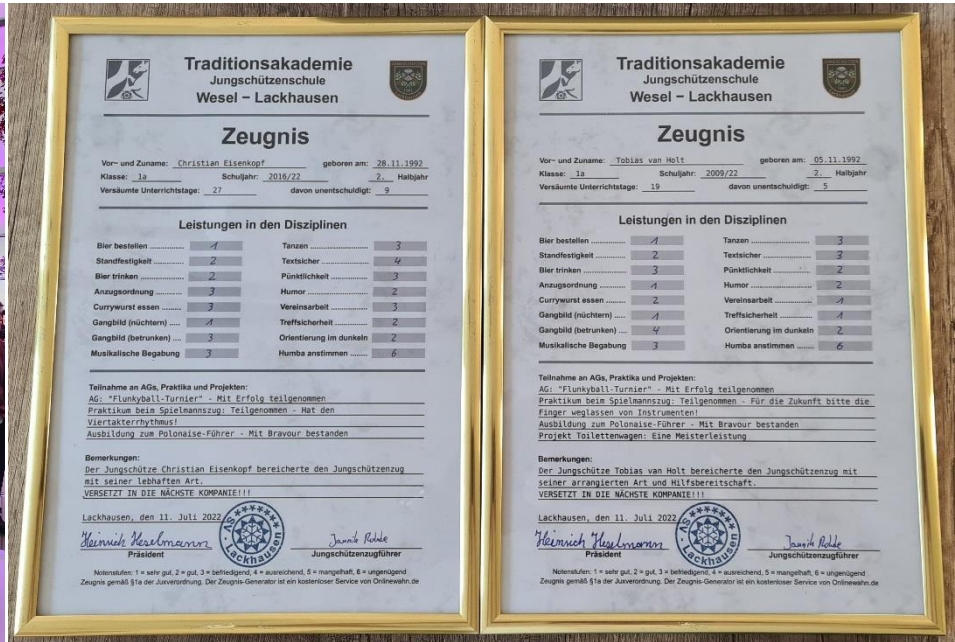 Traditionsakademie
Jungschützenschule
Wesel – Lackhausen
Zeugnis
Vor- und Zuname: Christian Eisenkopf geboren am: 28.11.1992
Klasse: 1a Schuljahr: 2016/22 2. Halbjahr
Versäumte Unterrichtstage: 27 davon unentschuldigt: 9
Leistungen in den Disziplinen
Bier bestellen ................ 1 Tanzen ................ 3
Standfestigkeit ................ 2 Textsicher ................ 4
Bier trinken ................ 2 Pünktlichkeit ................ 3
Anzugsordnung ................ 3 Humor ................ 2
Currywurst essen ..... 3 Vereinsarbeit ................ 3
Gangbild (nüchtern) ..... 1 Treffsicherheit ................ 2
Gangbild (betrunken) .... 3 Orientierung im dunkeln 2
Musikalische Begabung 3 Humba anstimmen ........ 6
Teilnahme an AGs, Praktika und Projekten:
AG: "Flunkyball-Turnier" - Mit Erfolg teilgenommen
Praktikum beim Spielmannszug: Teilgenommen - Hat den
Viertakterrhythmus!
Ausbildung zum Polonaise-Führer - Mit Bravour bestanden
Bemerkungen:
Der Jungschütze Christian Eisenkopf bereicherte den Jungschützenzug
mit seiner lebhaften Art.
VERSETZT IN DIE NÄCHSTE KOMPANIE!!!
Lackhausen, den 11. Juli 2022
Heinrich Heselmann
Präsident Jungschützenzugführer
SV Lackhausen
Notenstufen: 1 = sehr gut, 2 = gut, 3 = befriedigend, 4 = ausreichend, 5 = mangelhaft, 6 = ungenügend
Zeugnis gemäß §1a der Juxverordnung. Der Zeugnis-Generator ist ein kostenloser Service von Onlinewahn.de
Traditionsakademie
Jungschützenschule
Wesel – Lackhausen
Zeugnis
Vor- und Zuname: Tobias van Holt geboren am: 05.11.1992
Klasse: 1a Schuljahr: 2009/22 2. Halbjahr
Versäumte Unterrichtstage: 19 davon unentschuldigt: 5
Leistungen in den Disziplinen
Bier bestellen ................ 1 Tanzen ................ 3
Standfestigkeit ................ 2 Textsicher ................ 3
Bier trinken ................ 3 Pünktlichkeit ................ 2
Anzugsordnung ................ 1 Humor ................ 2
Currywurst essen ..... 2 Vereinsarbeit ................ 1
Gangbild (nüchtern) ..... 1 Treffsicherheit ................ 1
Gangbild (betrunken) .... 4 Orientierung im dunkeln 2
Musikalische Begabung 3 Humba anstimmen ........ 6
Teilnahme an AGs, Praktika und Projekten:
AG: "Flunkyball-Turnier" - Mit Erfolg teilgenommen
Praktikum beim Spielmannszug: Teilgenommen - Für die Zukunft bitte die
Finger weglassen von Instrumenten!
Ausbildung zum Polonaise-Führer - Mit Bravour bestanden
Projekt Toilettenwagen: Eine Meisterleistung
Bemerkungen:
Der Jungschütze Tobias van Holt bereicherte den Jungschützenzug mit
seiner arrangierten Art und Hilfsbereitschaft.
VERSETZT IN DIE NÄCHSTE KOMPANIE!!!
Lackhausen, den 11. Juli 2022
Heinrich Heselmann
Präsident Jungschützenzugführer
SV Lackhausen
Notenstufen: 1 = sehr gut, 2 = gut, 3 = befriedigend, 4 = ausreichend, 5 = mangelhaft, 6 = ungenügend
Zeugnis gemäß §1a der Juxverordnung. Der Zeugnis-Generator ist ein kostenloser Service von Onlinewahn.de